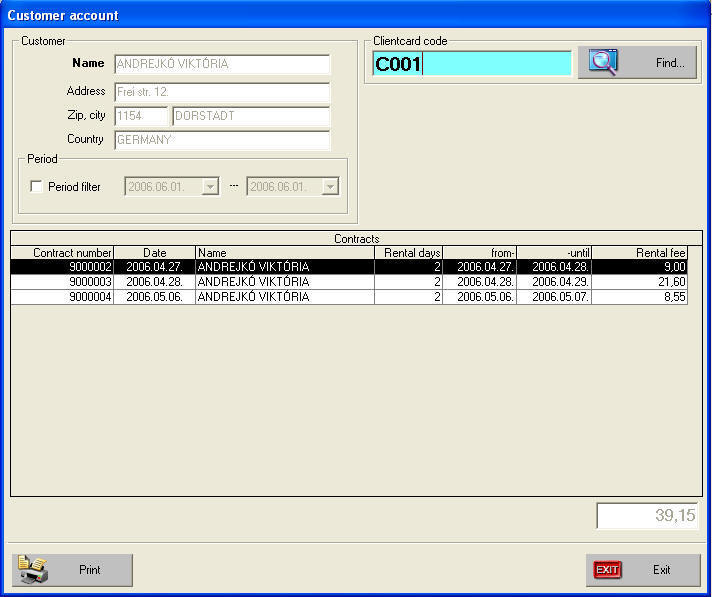 Customer account
Customer
Name ANDREJKÓ VIKTÓRIA
Address Frei str. 12.
Zip, city 1154 DORSTADT
Country GERMANY
Period
Period filter 2006.06.01. --- 2006.06.01.
Clientcard code
C001 Find...
Contracts
Contract number Date Name Rental days from- -until Rental fee
9000002 2006.04.27. ANDREJKÓ VIKTÓRIA 2 2006.04.27. 2006.04.28. 9,00
9000003 2006.04.28. ANDREJKÓ VIKTÓRIA 2 2006.04.28. 2006.04.29. 21,60
9000004 2006.05.06. ANDREJKÓ VIKTÓRIA 2 2006.05.06. 2006.05.07. 8,55
39,15
Print EXIT Exit